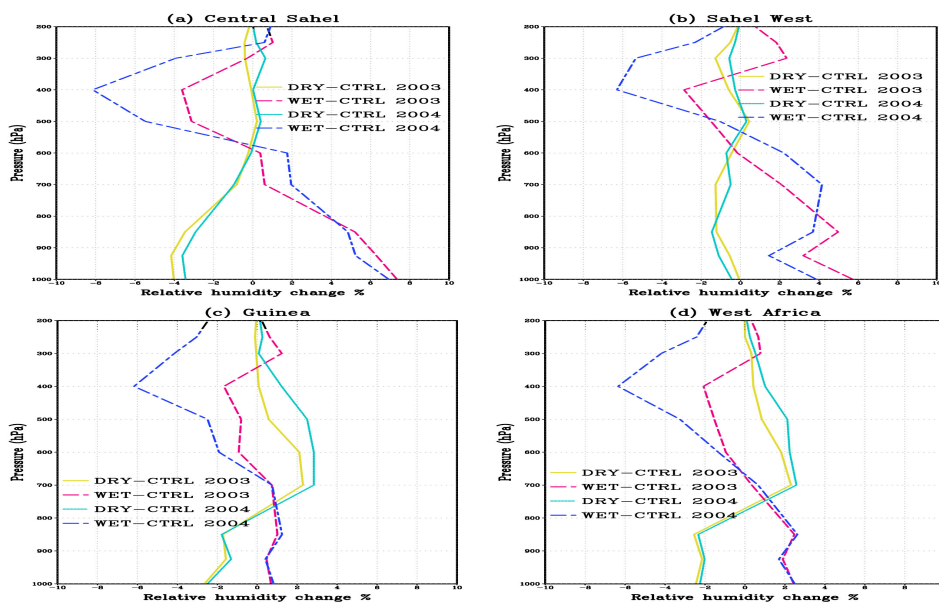 (a) Central Sahel
(b) Sahel West
200
300
400
500
600
700
800
900
1000
Pressure (hPa)
DRY−CTRL 2003
WET−CTRL 2003
DRY−CTRL 2004
WET−CTRL 2004
−10 −8 −6 −4 −2 0 2 4 6 8 10
Relative humidity change %
200
300
400
500
600
700
800
900
1000
Pressure (hPa)
DRY−CTRL 2003
WET−CTRL 2003
DRY−CTRL 2004
WET−CTRL 2004
−10 −8 −6 −4 −2 0 2 4 6 8 10
Relative humidity change %
(c) Guinea
(d) West Africa
200
300
400
500
600
700
800
900
1000
Pressure (hPa)
DRY−CTRL 2003
WET−CTRL 2003
DRY−CTRL 2004
WET−CTRL 2004
−10 −8 −6 −4 −2 0 2 4 6 8 10
Relative humidity change %
200
300
400
500
600
700
800
900
1000
Pressure (hPa)
DRY−CTRL 2003
WET−CTRL 2003
DRY−CTRL 2004
WET−CTRL 2004
−10 −8 −6 −4 −2 0 2 4 6 8
Relative humidity change %